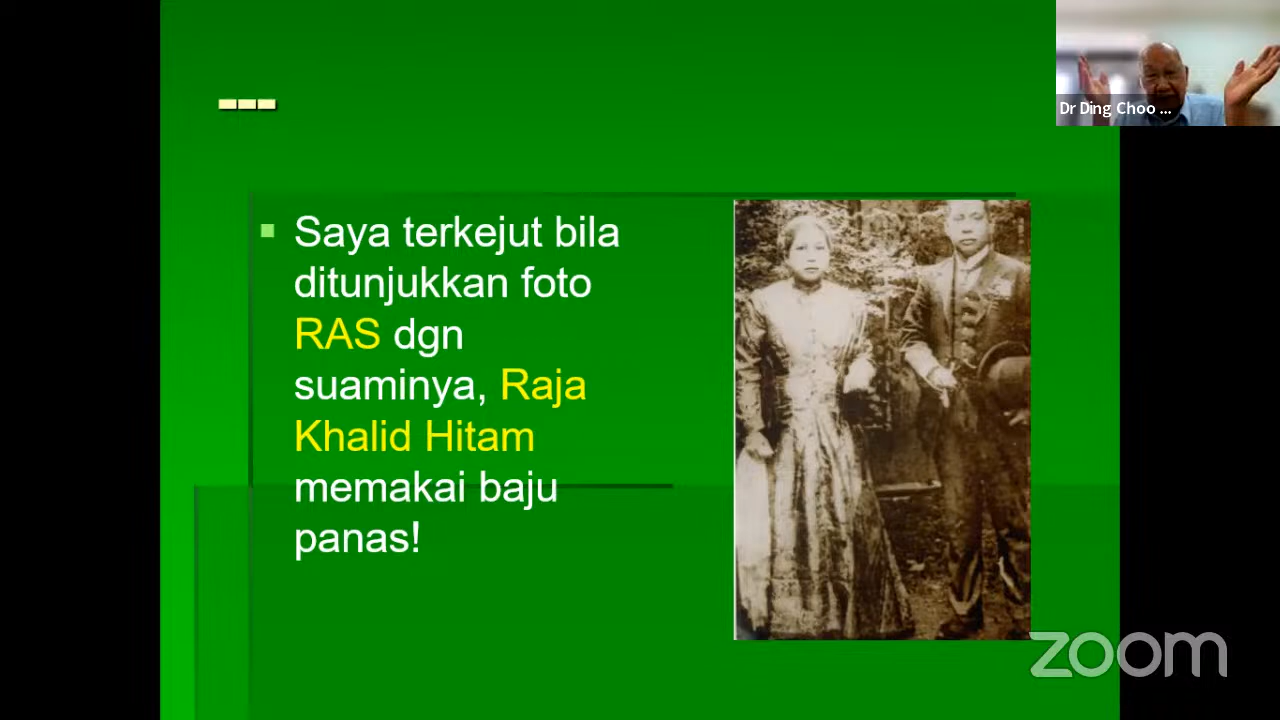 ---
Dr Ding Choo ...
Saya terkejut bila
ditunjukkan foto
RAS dgn
suaminya, Raja
Khalid Hitam
memakai baju
panas!
zoom